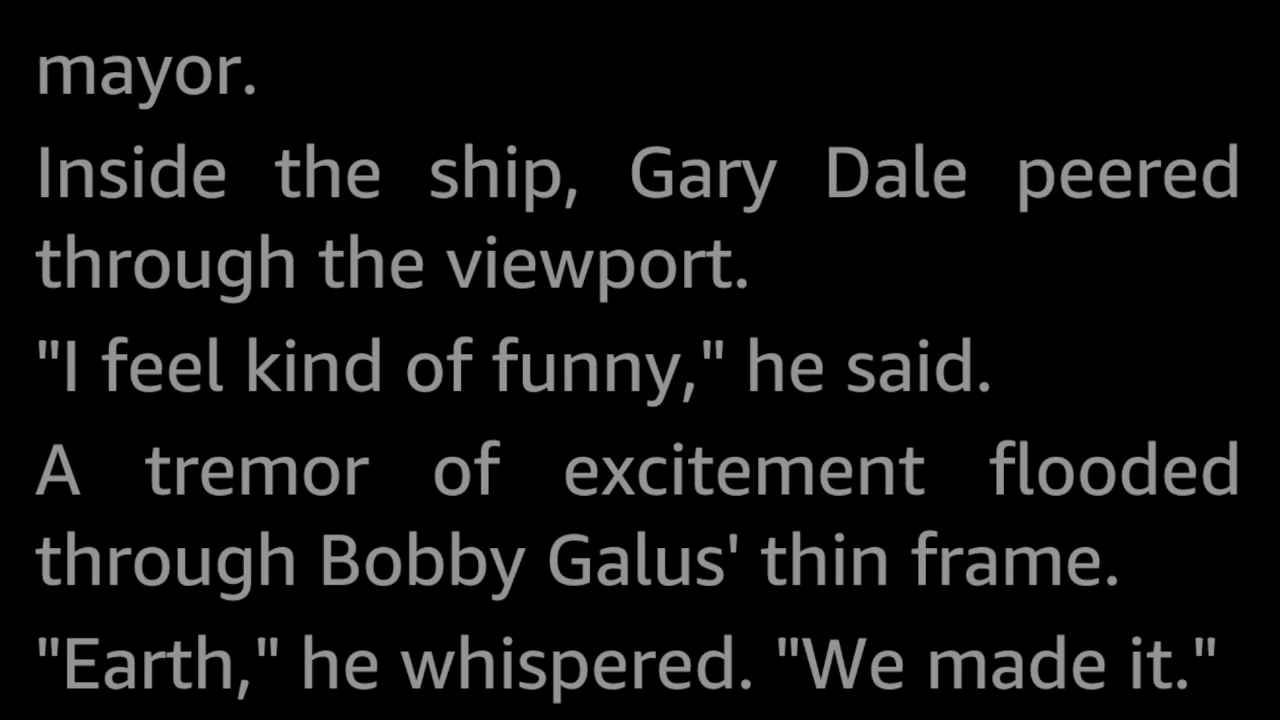 mayor.
Inside the ship, Gary Dale peered
through the viewport.
"I feel kind of funny," he said.
A tremor of excitement flooded
through Bobby Galus' thin frame.
"Earth," he whispered. "We made it."